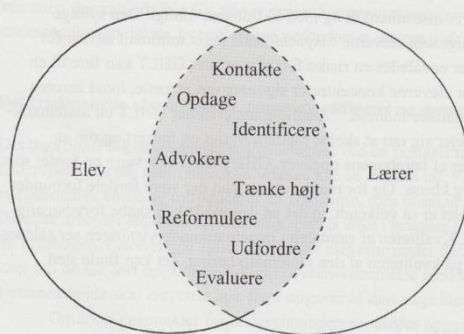 Kontakte
Opdage
Identificere
Advokere
Elev
Lærer
Tænke højt
Reformulere
Udfordre
Evaluere